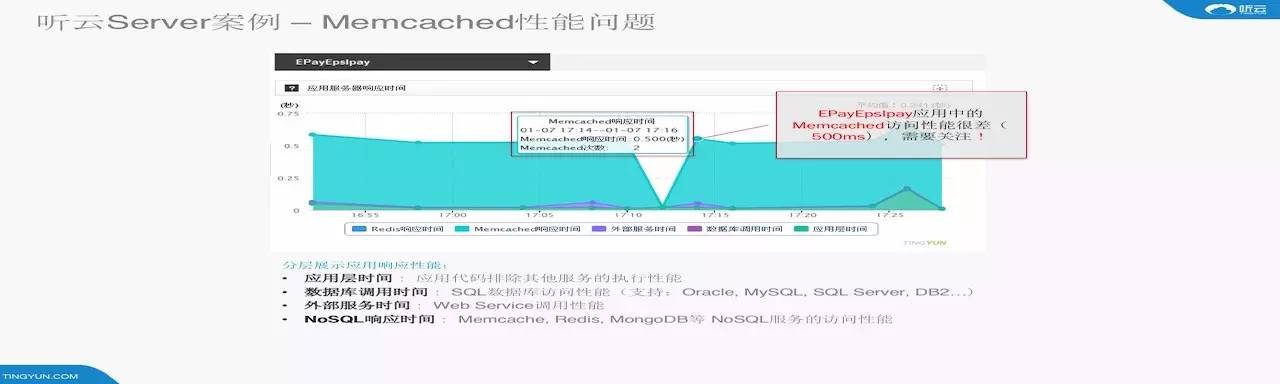 听云Server案例 – Memcached性能问题
听云
EPayEpsIpay
? 应用服务器响应时间
(秒)
0.75
0.5
0.25
0
Memcached响应时间
01-07 17:14--01-07 17:16
Memcached响应时间: 0.500(秒)
Memcached次数: 2
EPayEpsIpay应用中的
Memcached访问性能很差（
500ms），需要关注！
16:55 17:00 17:05 17:10 17:15 17:20 17:25
Redis响应时间 Memcached响应时间 外部服务时间 数据库调用时间 应用层时间
TINGYUN
分层展示应用响应性能：
• 应用层时间 ：应用代码排除其他服务的执行性能
• 数据库调用时间 ：SQL数据库访问性能（支持：Oracle, MySQL, SQL Server, DB2...）
• 外部服务时间 ：Web Service调用性能
• NoSQL响应时间 ：Memcache, Redis, MongoDB等 NoSQL服务的访问性能
TINGYUN.COM